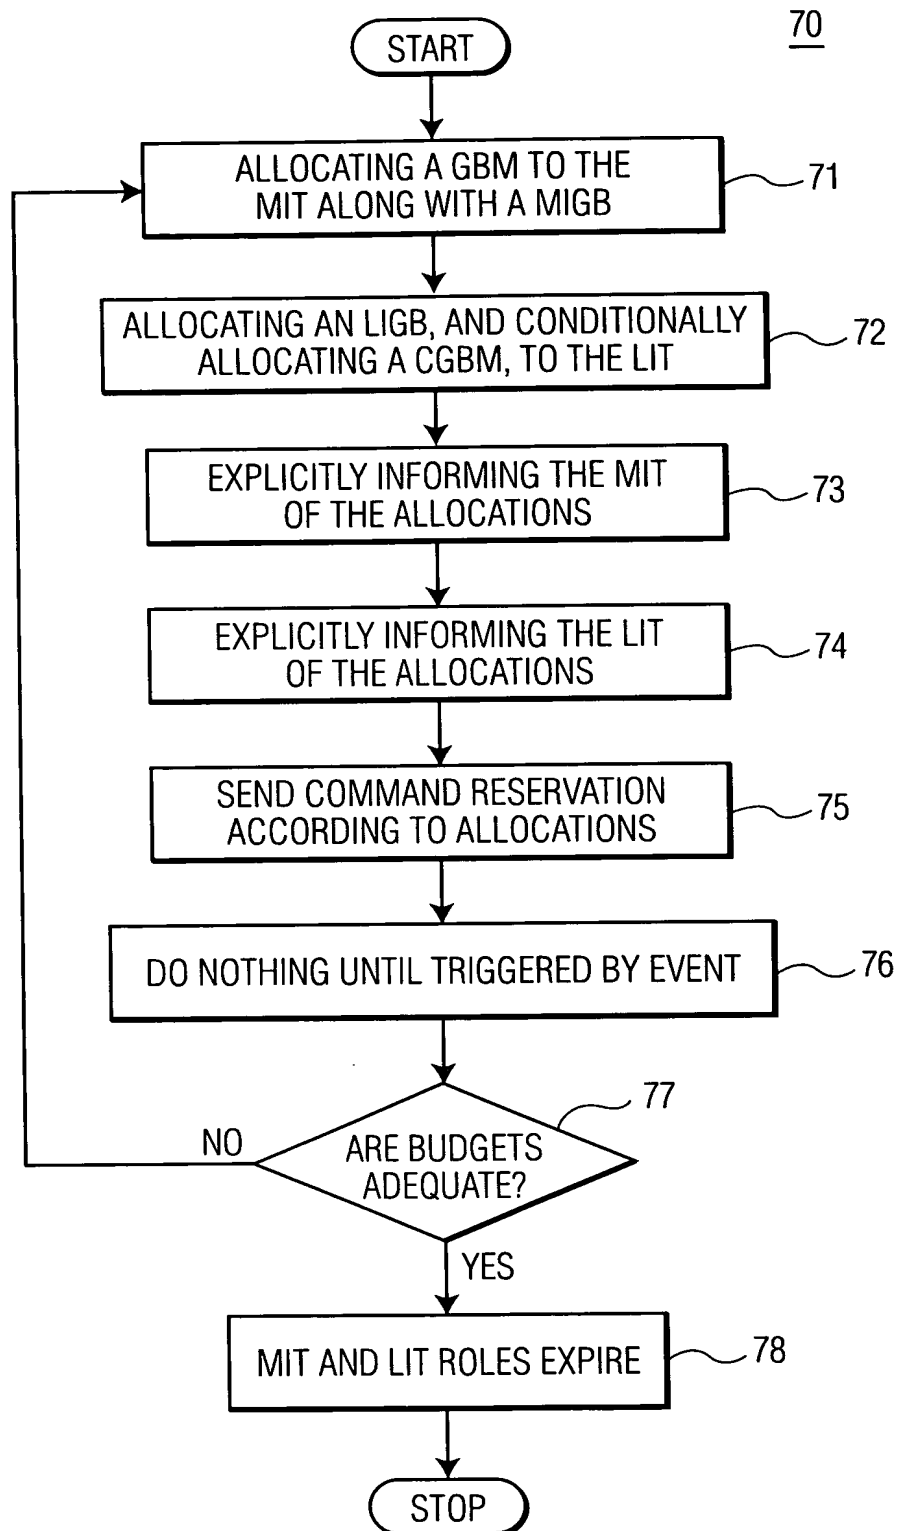 70
START
ALLOCATING A GBM TO THE
MIT ALONG WITH A MIGB
71
ALLOCATING AN LIGB, AND CONDITIONALLY
ALLOCATING A CGBM, TO THE LIT
72
EXPLICITLY INFORMING THE MIT
OF THE ALLOCATIONS
73
EXPLICITLY INFORMING THE LIT
OF THE ALLOCATIONS
74
SEND COMMAND RESERVATION
ACCORDING TO ALLOCATIONS
75
DO NOTHING UNTIL TRIGGERED BY EVENT
76
77
ARE BUDGETS
ADEQUATE?
NO
YES
MIT AND LIT ROLES EXPIRE
78
STOP